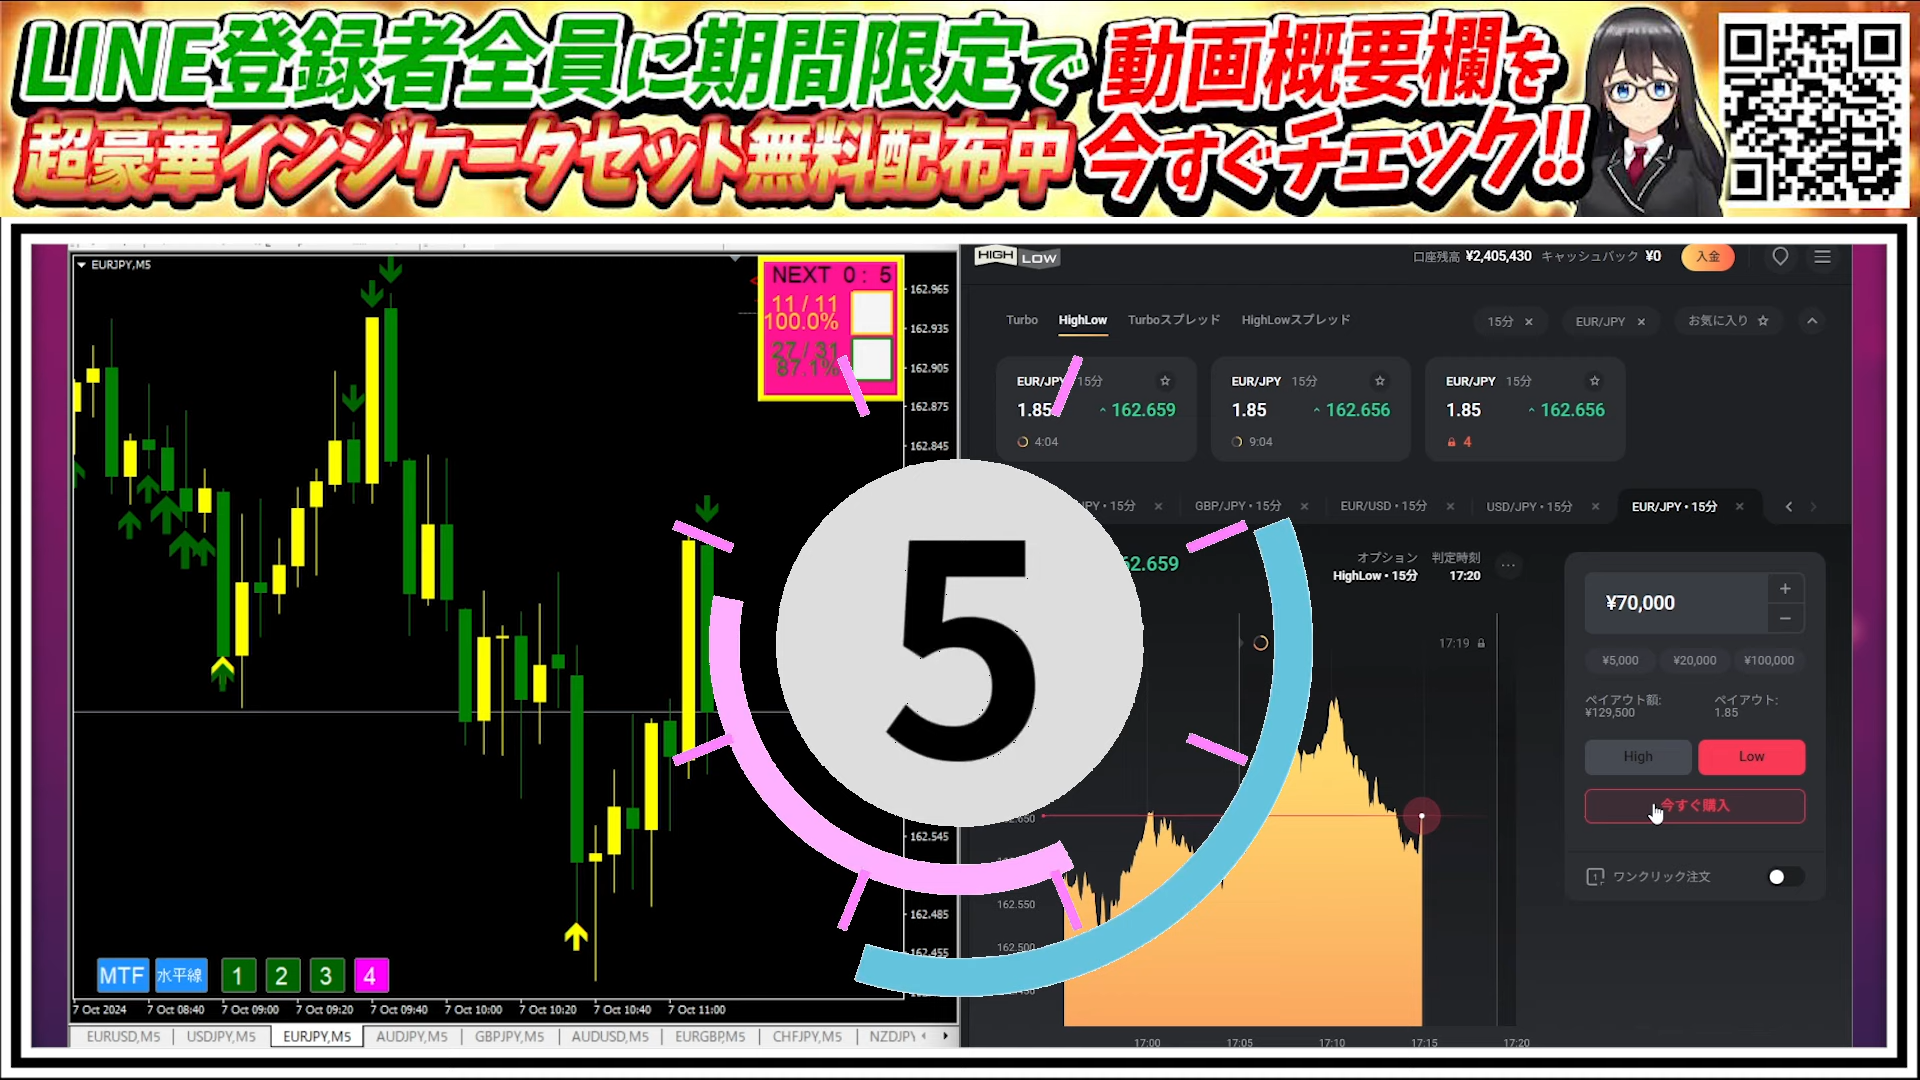 LINE登録者全員に期間限定で 動画概要欄を
超豪華インジケータセット無料配布中 今すぐチェック!!
EURJPY,M5
NEXT 0 : 5
11 / 11
100.0%
27 / 31
87.1%
162.965
162.935
162.905
162.875
162.845
162.545
162.485
162.455
MTF 水平線 1 2 3 4
7 Oct 2024 7 Oct 08:40 7 Oct 09:00 7 Oct 09:20 7 Oct 09:40 7 Oct 10:00 7 Oct 10:20 7 Oct 10:40 7 Oct 11:00
EURUSD,M5 USDJPY,M5 EURJPY,M5 AUDJPY,M5 GBPJPY,M5 AUDUSD,M5 EURGBP,M5 CHFJPY,M5 NZDJPY
5
HIGH LOW
口座残高 ¥2,405,430 キャッシュバック ¥0 入金
Turbo HighLow Turboスプレッド HighLowスプレッド 15分 × EUR/JPY × お気に入り
EUR/JPY 15分
1.85 162.659
4:04
EUR/JPY 15分
1.85 162.656
9:04
EUR/JPY 15分
1.85 162.656
4
JPY • 15分 × GBP/JPY • 15分 × EUR/USD • 15分 × USD/JPY • 15分 × EUR/JPY • 15分 ×
62.659
オプション 判定時刻
HighLow • 15分 17:20
17:19
162.550
162.500
17:00 17:05 17:10 17:15 17:20
¥70,000 + −
¥5,000 ¥20,000 ¥100,000
ペイアウト額: ペイアウト:
¥129,500 1.85
High Low
今すぐ購入
ワンクリック注文